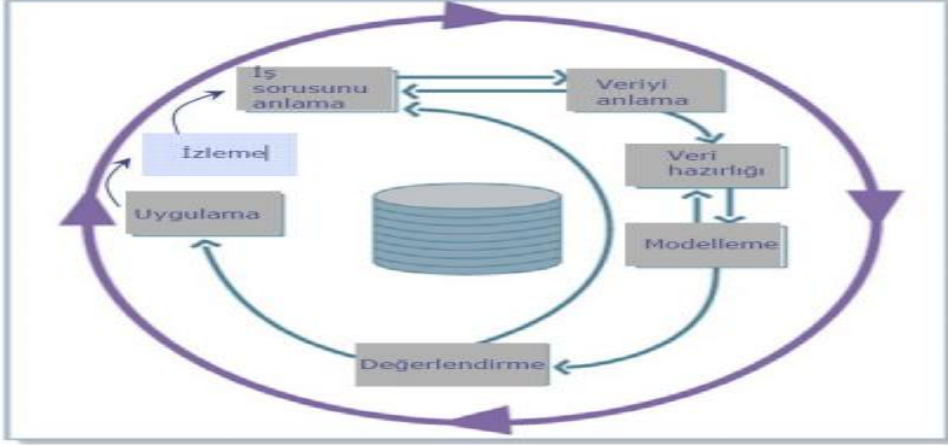 İş
sorusunu
anlama
Veriyi
anlama
İzleme
Veri
hazırlığı
Uygulama
Modelleme
Değerlendirme